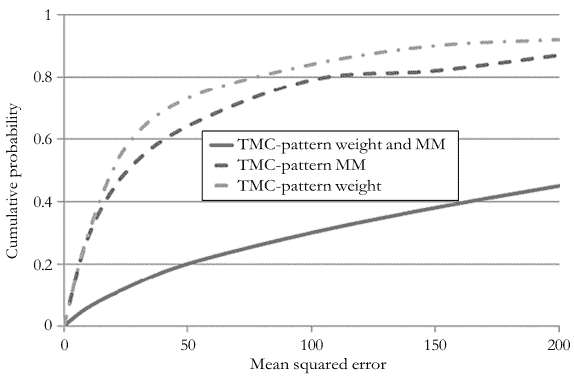 1
0.8
0.6
0.4
0.2
0
Cumulative probability
TMC-pattern weight and MM
TMC-pattern MM
TMC-pattern weight
0 50 100 150 200
Mean squared error